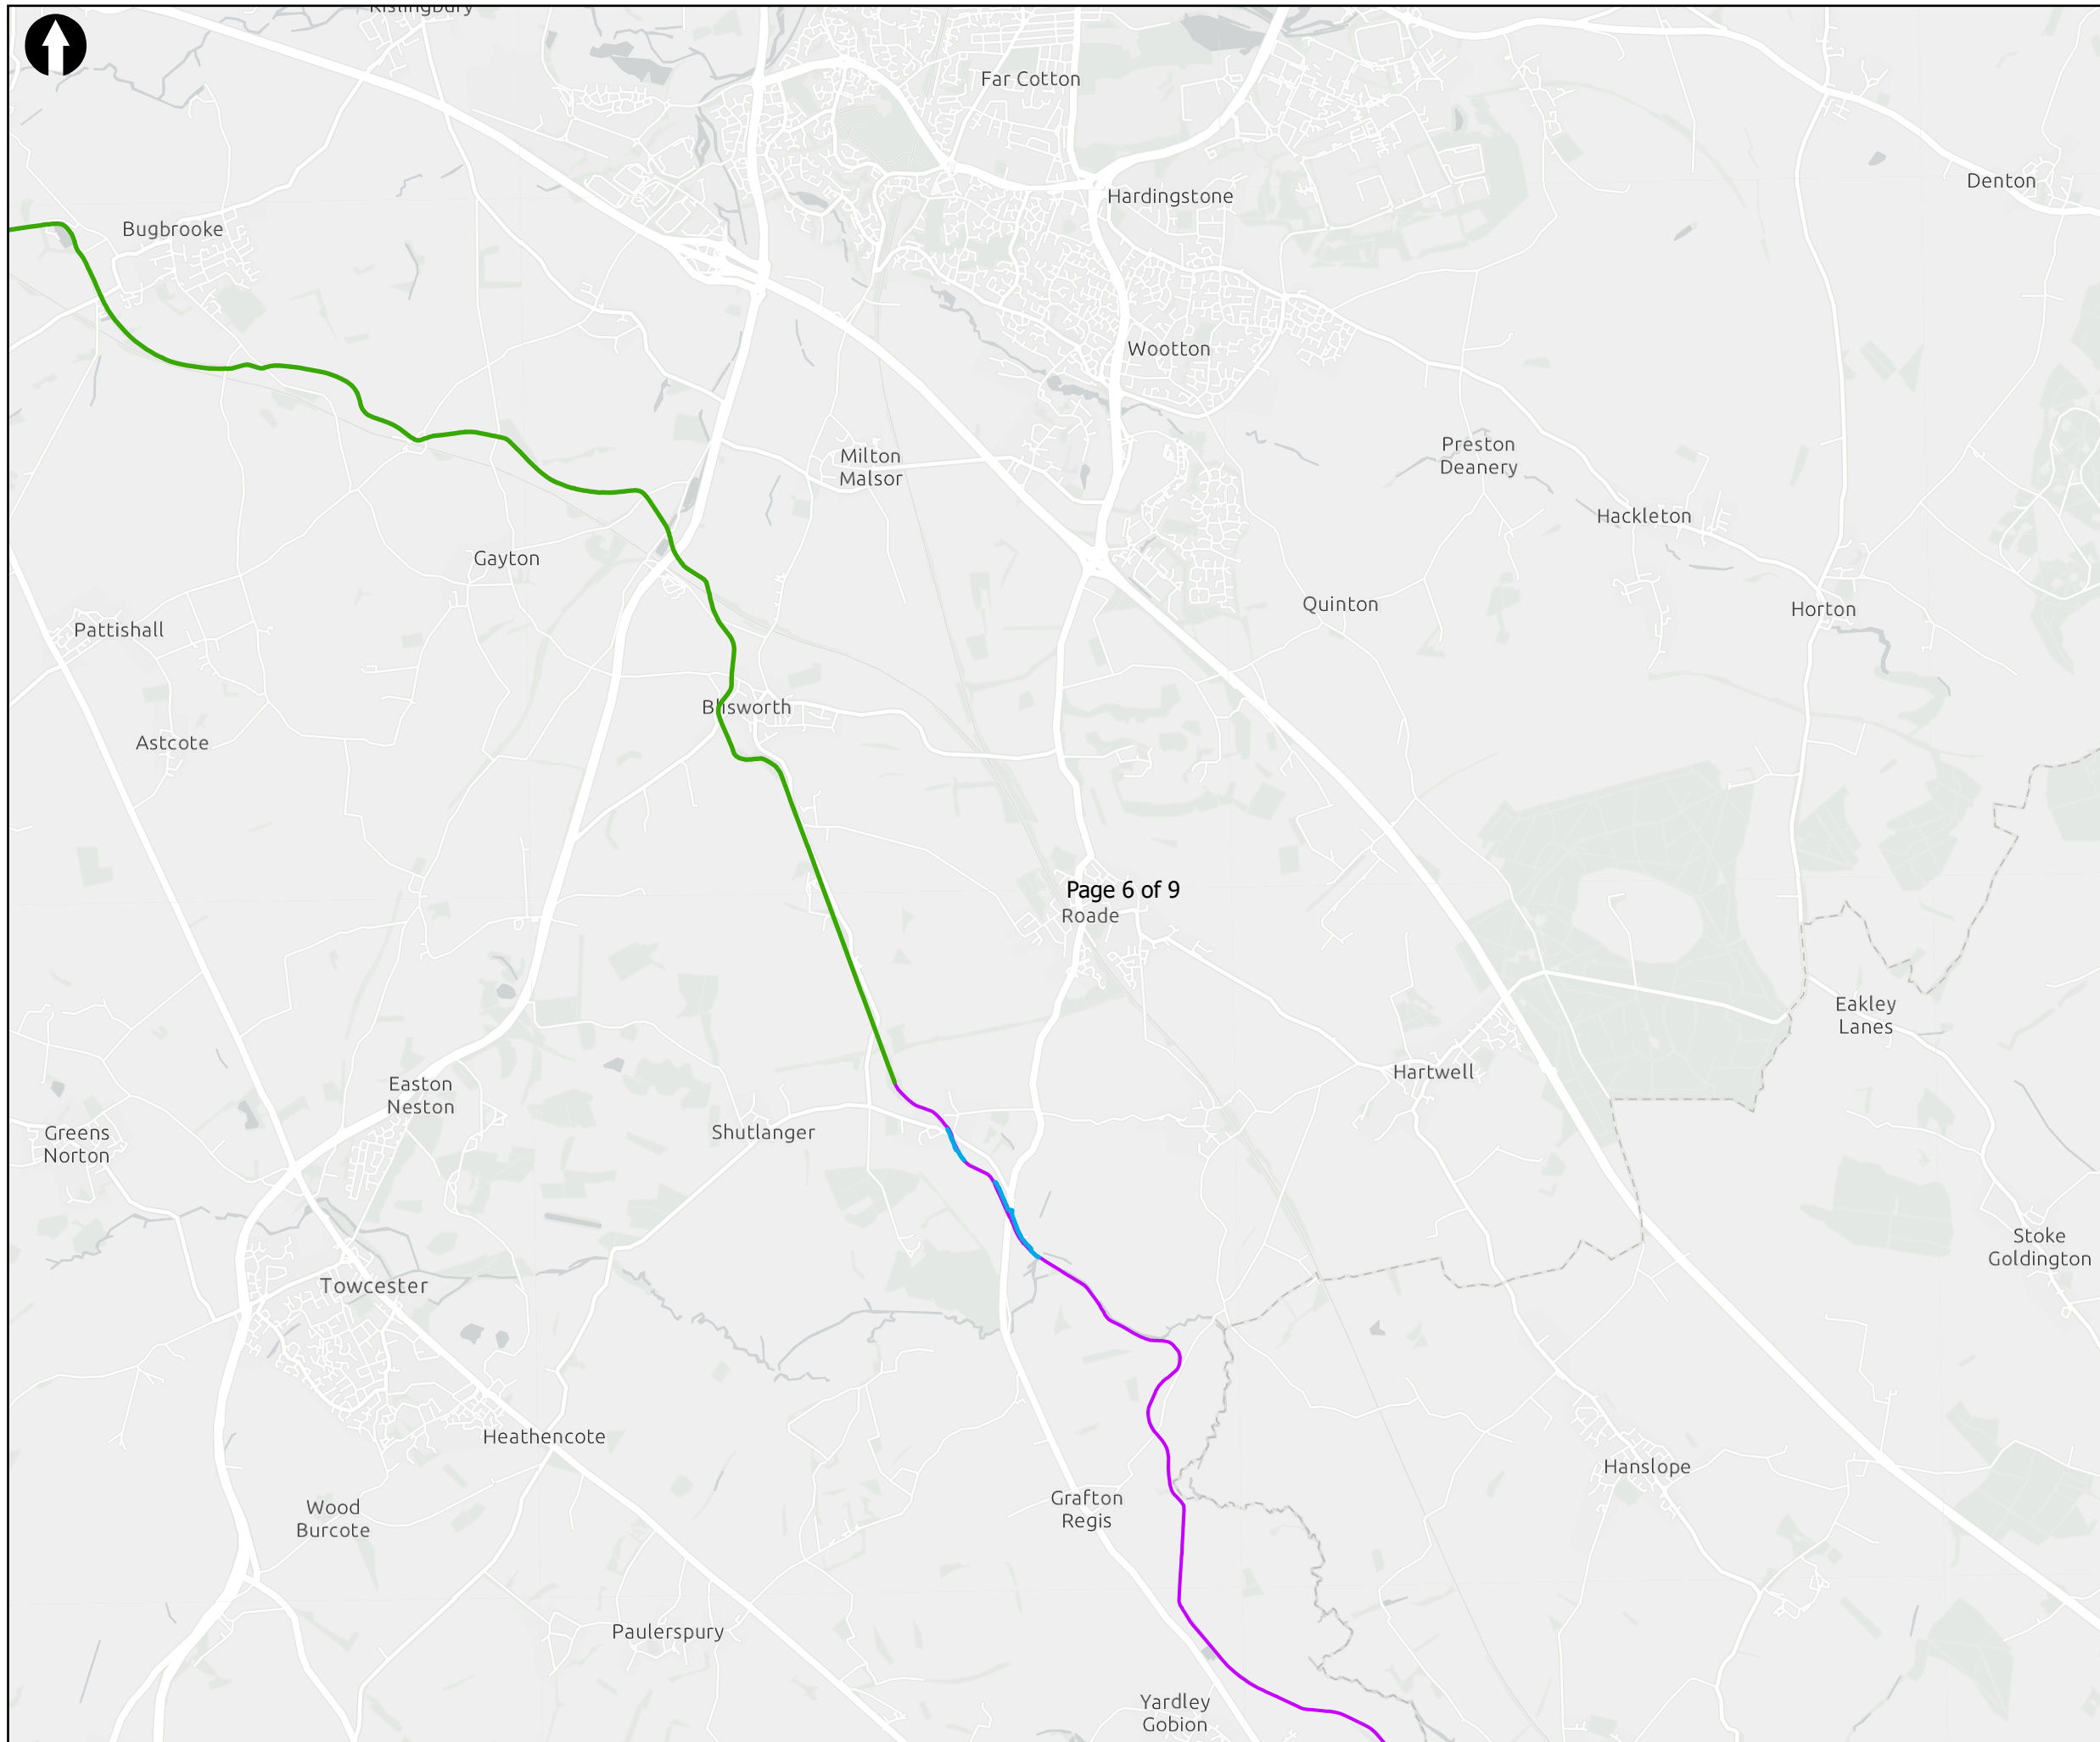 Kislingbury
Far Cotton
Denton
Hardingstone
Bugbrooke
Wootton
Milton
Malsor
Preston
Deanery
Hackleton
Gayton
Quinton
Horton
Pattishall
Blisworth
Astcote
Page 6 of 9
Roade
Eakley
Lanes
Hartwell
Easton
Neston
Greens
Norton
Shutlanger
Stoke
Goldington
Towcester
Heathencote
Hanslope
Grafton
Regis
Wood
Burcote
Paulerspury
Yardley
Gobion